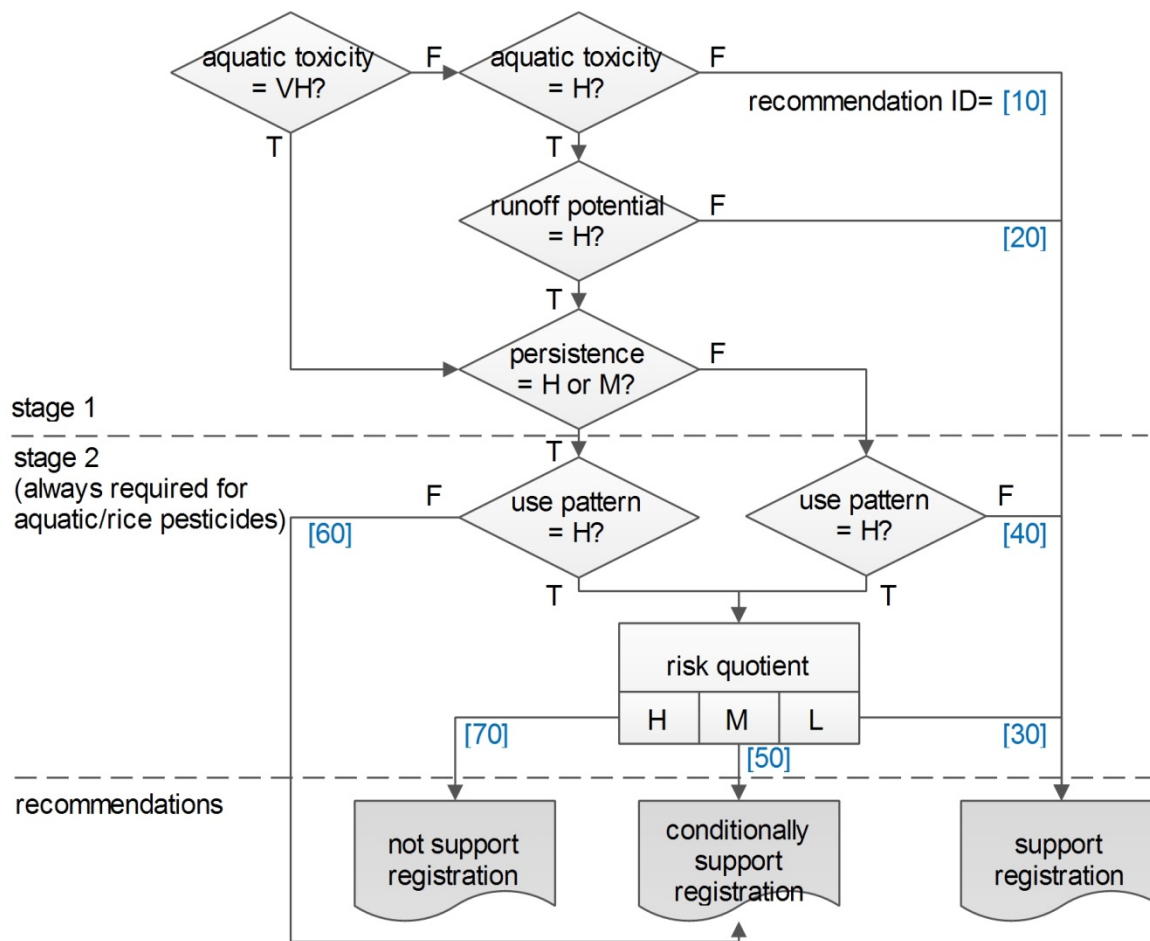 aquatic toxicity
= VH?
F
aquatic toxicity
= H?
F
recommendation ID= [10]
T
T
runoff potential
= H?
F
[20]
T
persistence
= H or M?
F
stage 1
T
stage 2
(always required for
aquatic/rice pesticides)
F
[60]
use pattern
= H?
use pattern
= H?
F
[40]
T
T
risk quotient
H
M
L
[70]
[50]
[30]
recommendations
not support
registration
conditionally
support
registration
support
registration